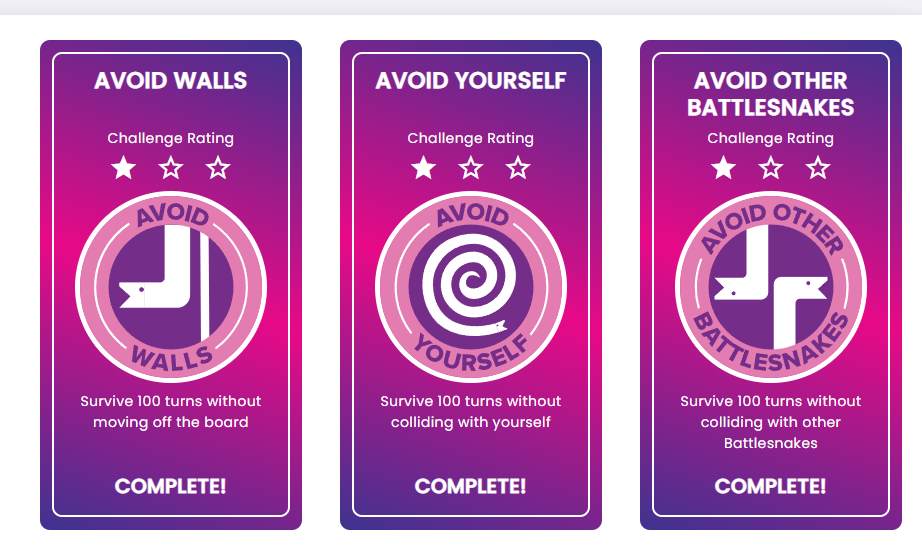 AVOID WALLS
Challenge Rating
AVOID
WALLS
Survive 100 turns without
moving off the board
COMPLETE!
AVOID YOURSELF
Challenge Rating
AVOID
YOURSELF
Survive 100 turns without
colliding with yourself
COMPLETE!
AVOID OTHER
BATTLESNAKES
Challenge Rating
AVOID OTHER
BATTLESNAKES
Survive 100 turns without
colliding with other
Battlesnakes
COMPLETE!